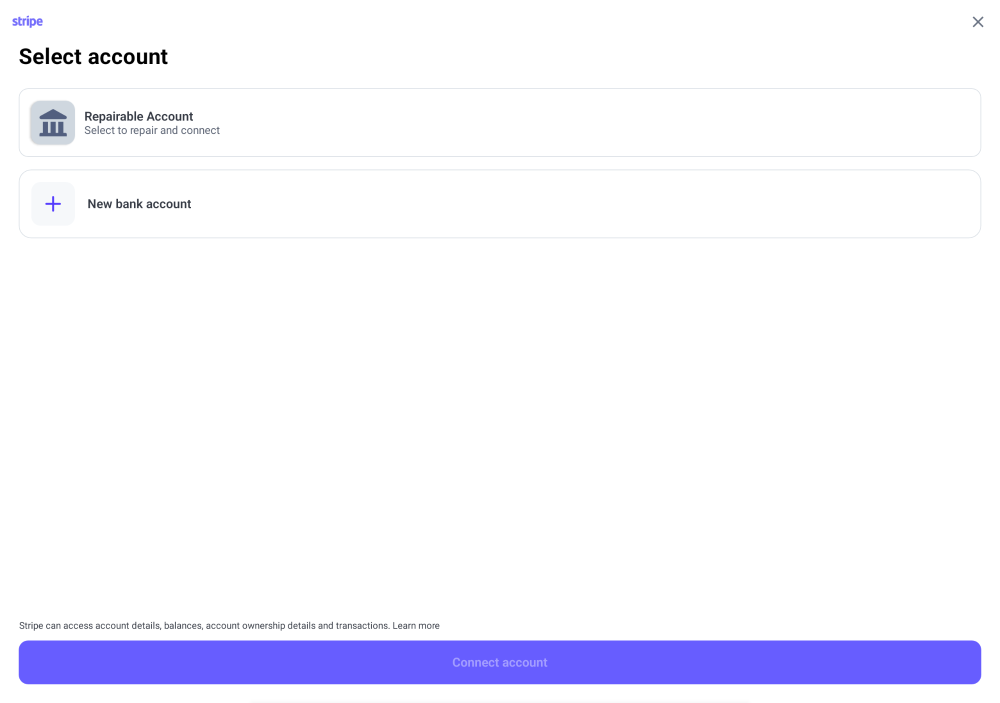 stripe
Select account
Repairable Account
Select to repair and connect
New bank account
Stripe can access account details, balances, account ownership details and transactions. Learn more
Connect account